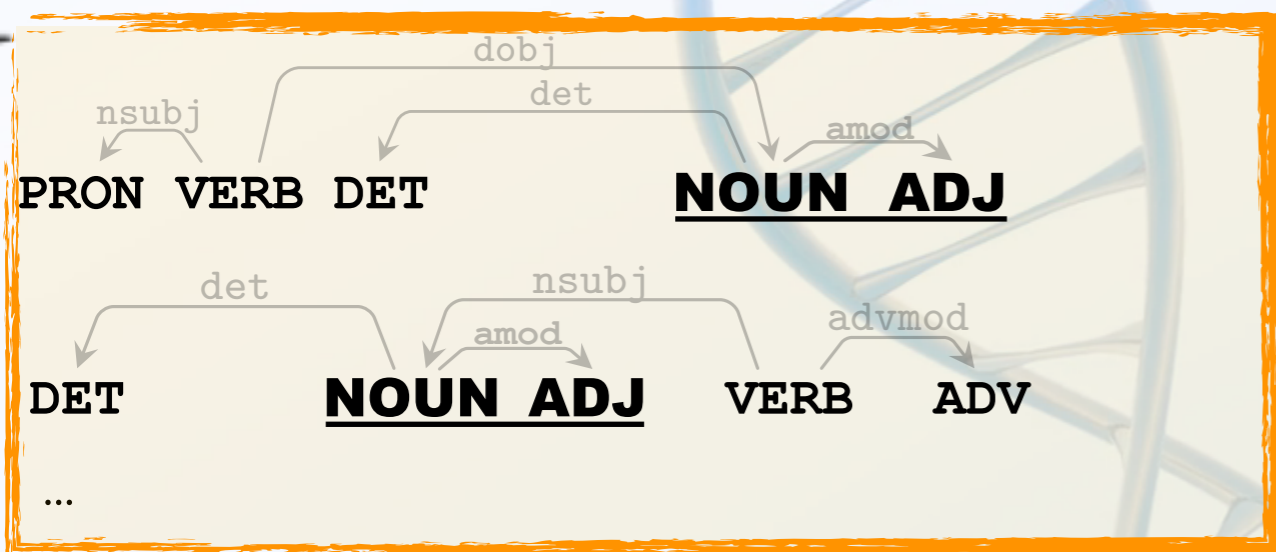 dobj
det
nsubj
amod
PRON VERB DET NOUN ADJ
det nsubj
amod advmod
DET NOUN ADJ VERB ADV
...